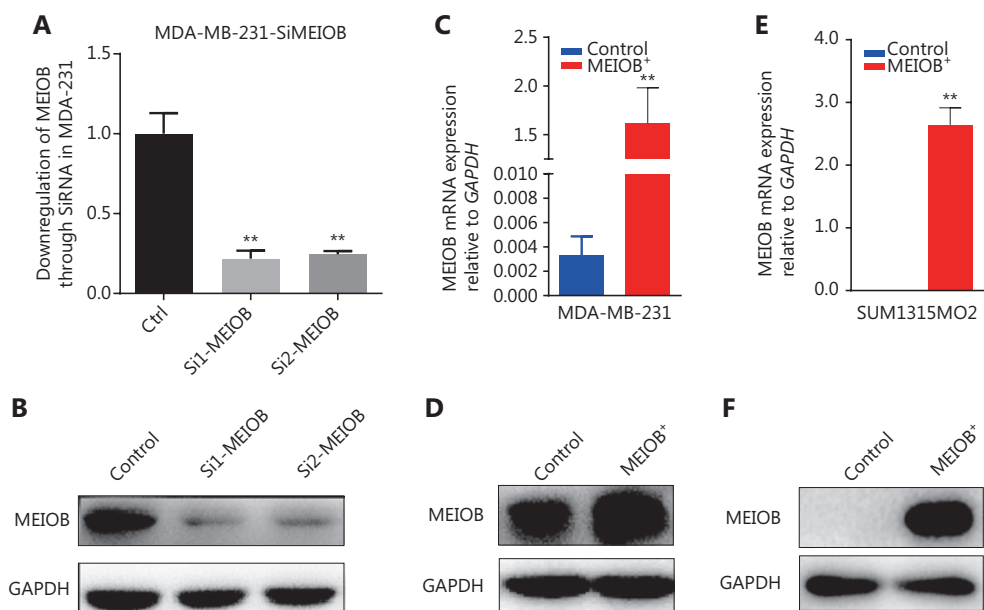 A
MDA-MB-231-SiMEIOB
Downregulation of MEIOB
through SiRNA in MDA-231
1.5
1.0
0.5
0.0
**
**
Ctrl
Si1-MEIOB
Si2-MEIOB
B
Control
Si1-MEIOB
Si2-MEIOB
MEIOB
GAPDH
C
MEIOB mRNA expression
relative to GAPDH
2.5
2.0
1.5
1.0
0.010
0.008
0.006
0.004
0.002
0.000
Control
MEIOB+
**
MDA-MB-231
D
Control
MEIOB+
MEIOB
GAPDH
E
MEIOB mRNA expression
relative to GAPDH
4.0
3.0
2.0
1.0
0.0
Control
MEIOB+
**
SUM1315MO2
F
Control
MEIOB+
MEIOB
GAPDH